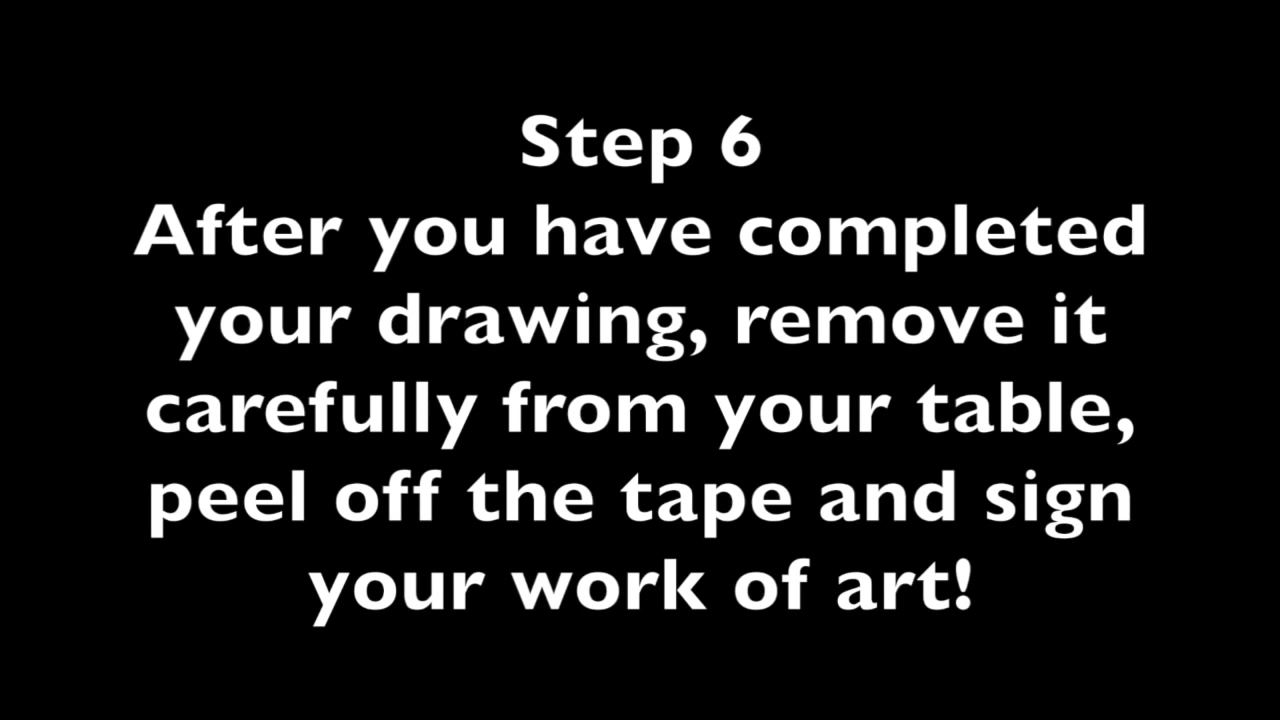 Step 6
After you have completed
your drawing, remove it
carefully from your table,
peel off the tape and sign
your work of art!